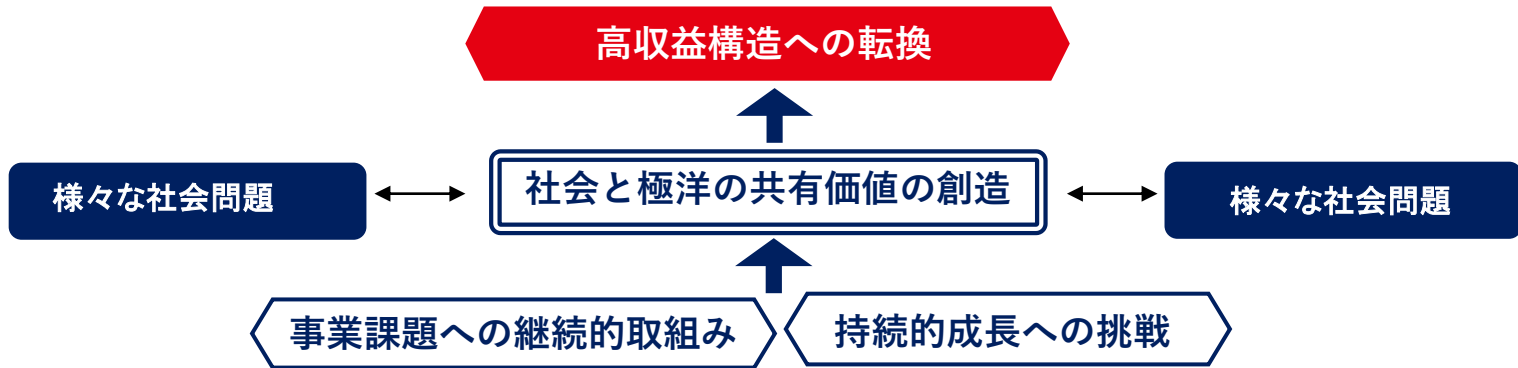 高収益構造への転換
様々な社会問題
社会と極洋の共有価値の創造
様々な社会問題
事業課題への継続的取組み
持続的成長への挑戦